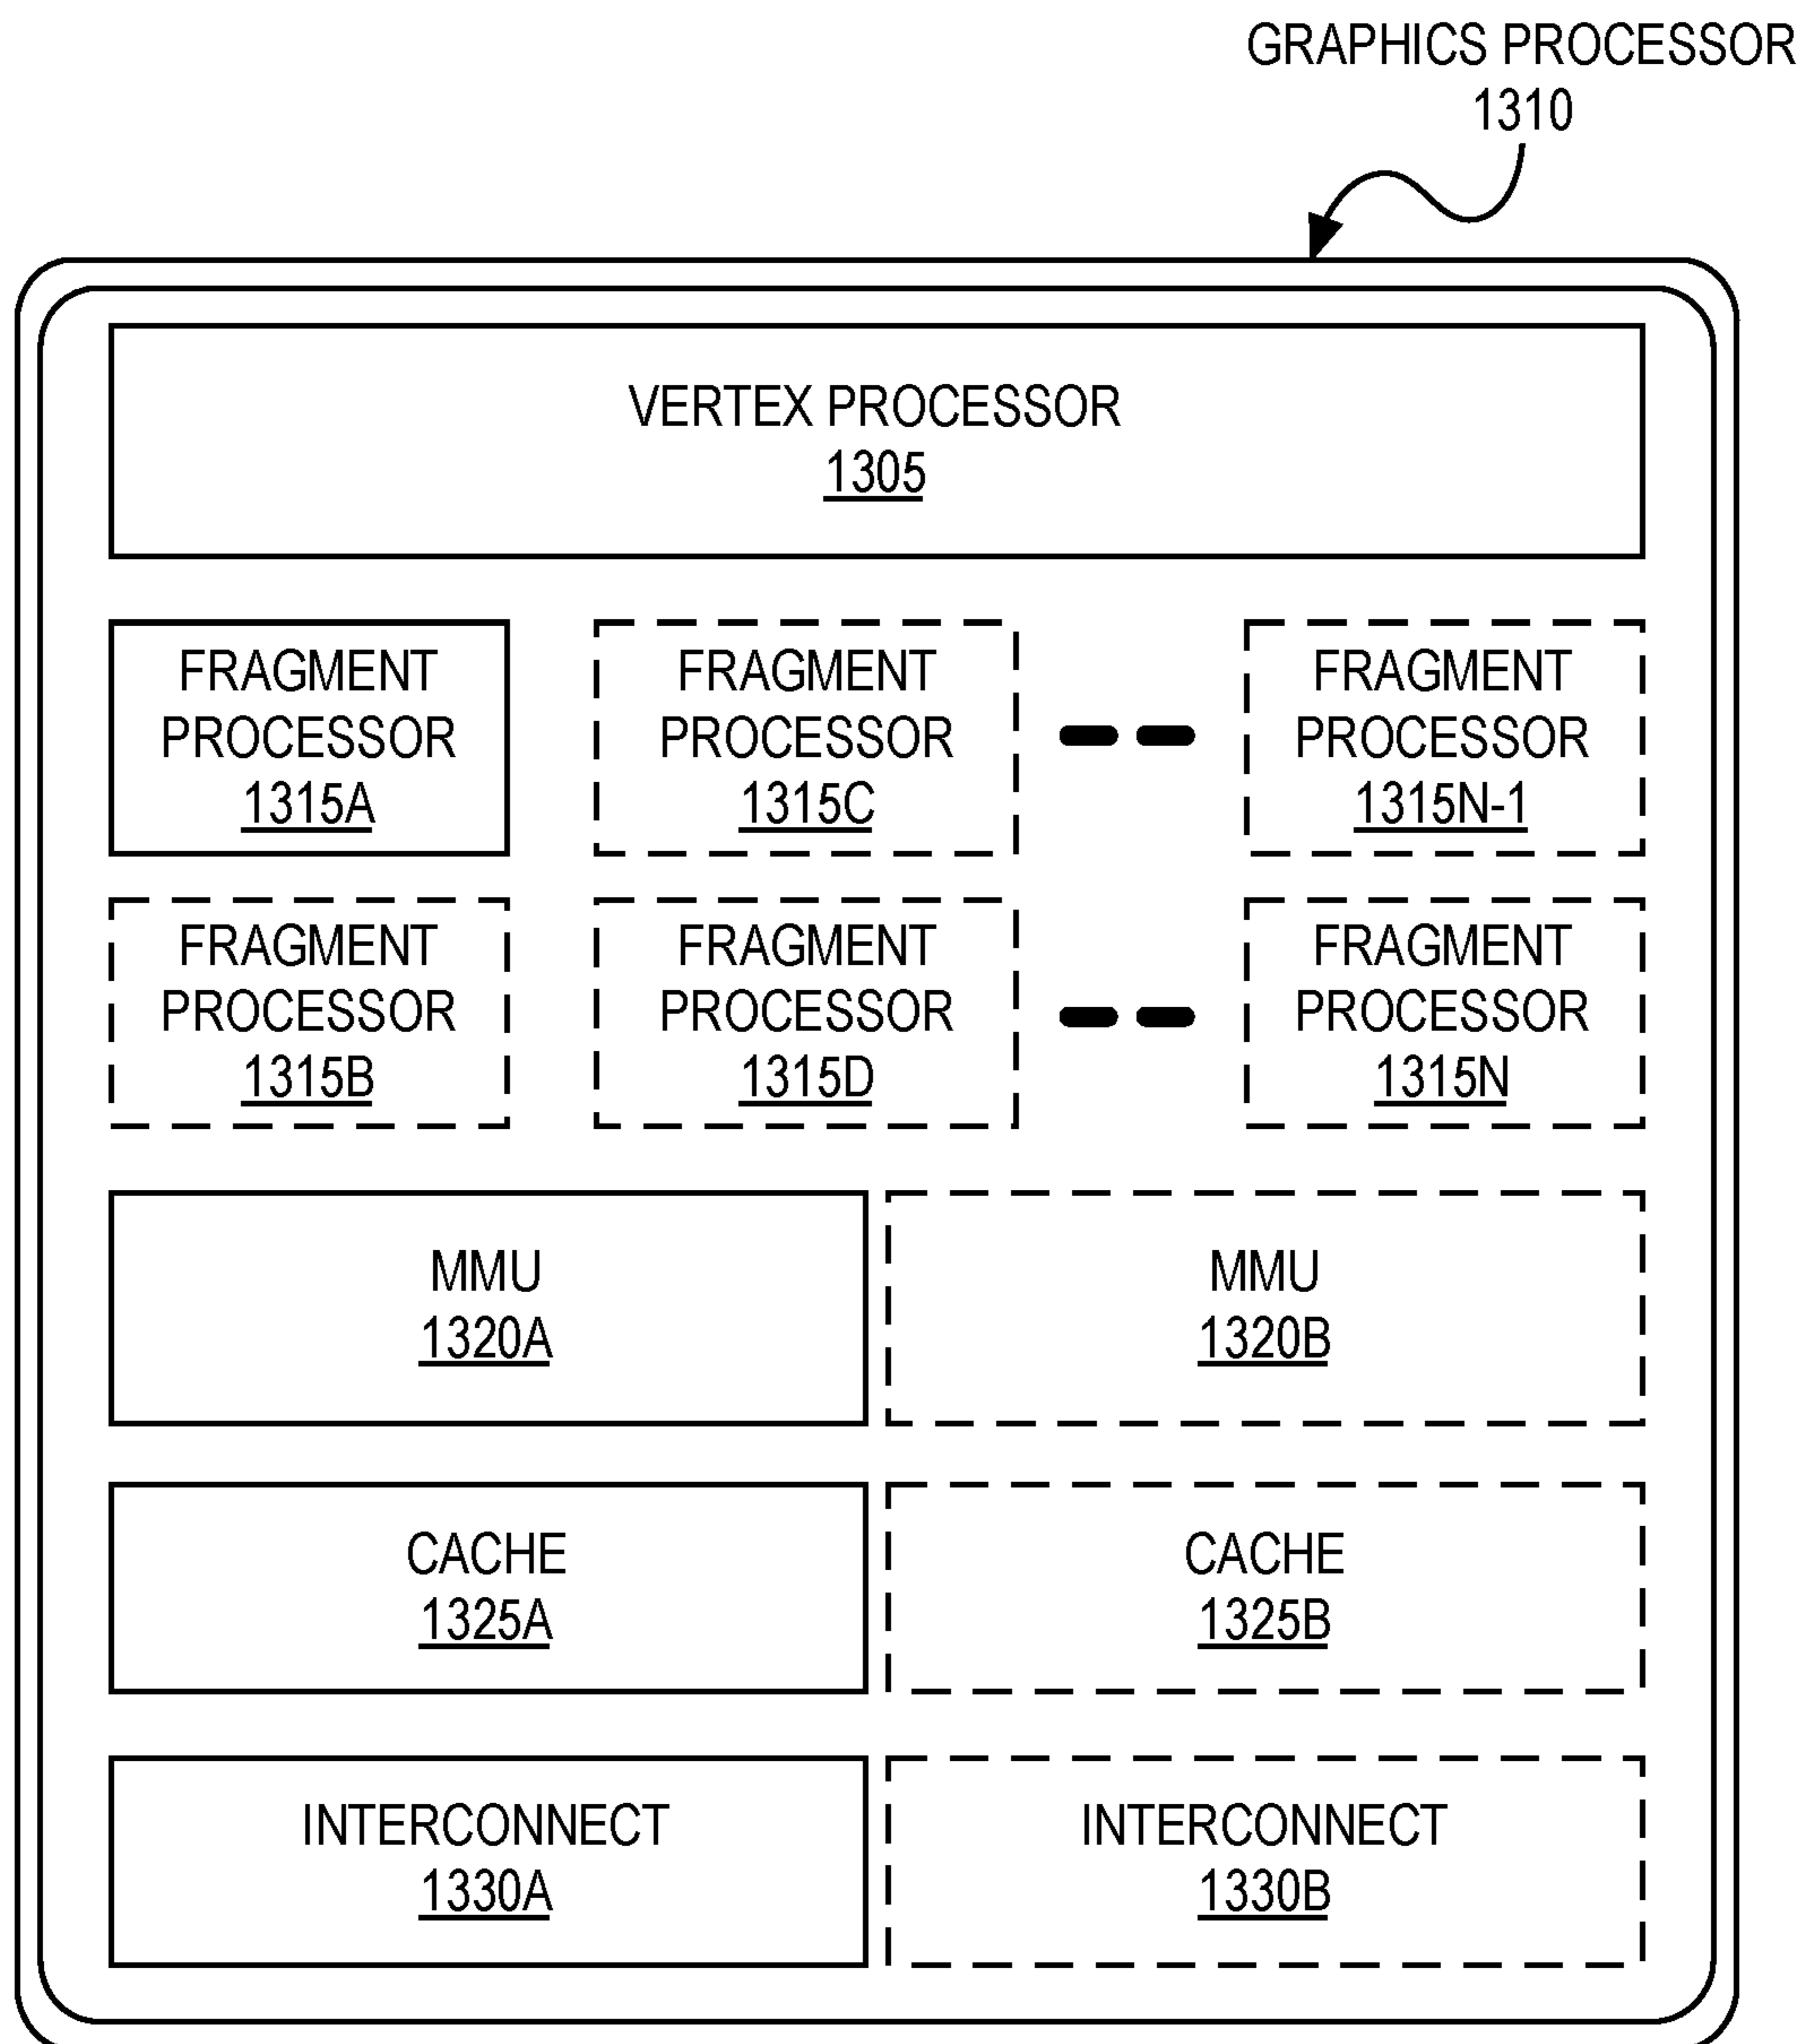 GRAPHICS PROCESSOR
1310
VERTEX PROCESSOR
1305
FRAGMENT
PROCESSOR
1315A
FRAGMENT
PROCESSOR
1315C
FRAGMENT
PROCESSOR
1315N-1
FRAGMENT
PROCESSOR
1315B
FRAGMENT
PROCESSOR
1315D
FRAGMENT
PROCESSOR
1315N
MMU
1320A
MMU
1320B
CACHE
1325A
CACHE
1325B
INTERCONNECT
1330A
INTERCONNECT
1330B